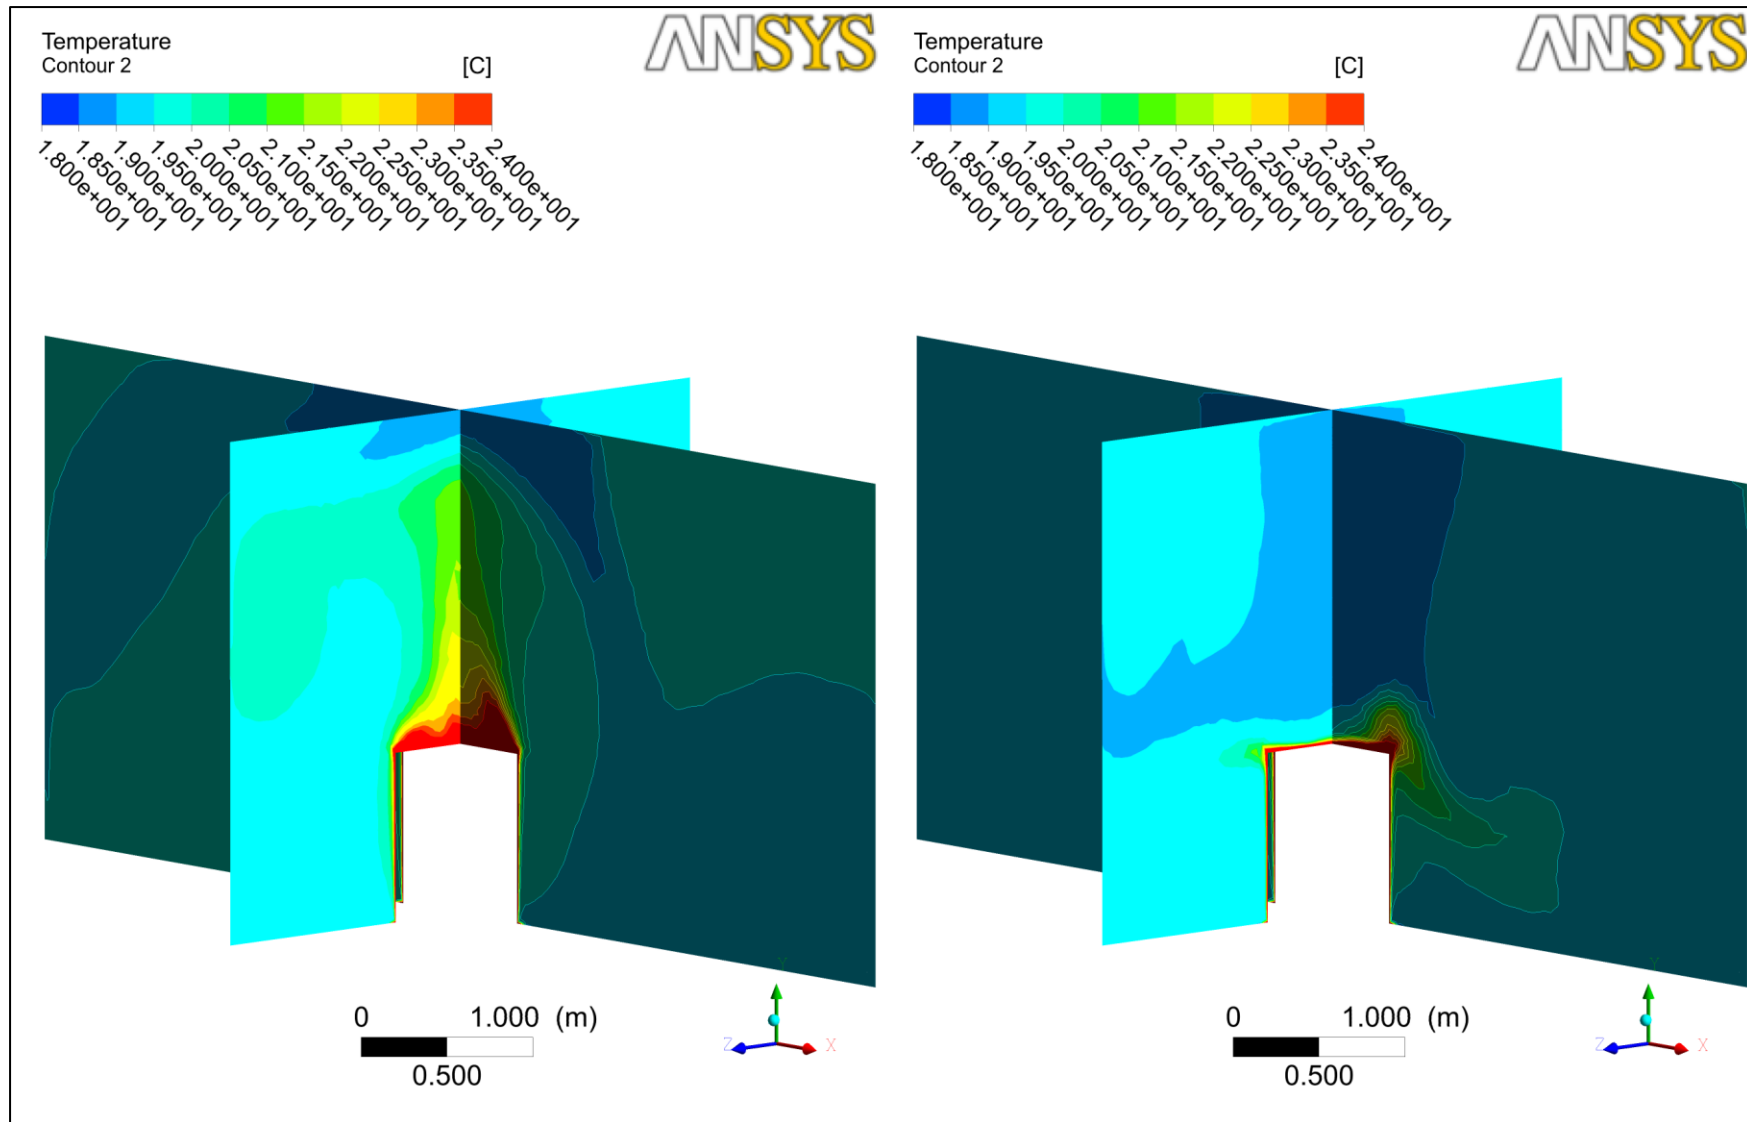 Temperature
Contour 2
[C]
ANSYS
1.800e+001
1.850e+001
1.900e+001
1.950e+001
2.000e+001
2.050e+001
2.100e+001
2.150e+001
2.200e+001
2.250e+001
2.300e+001
2.350e+001
2.400e+001
0 1.000 (m)
0.500
Y
Z
X
Temperature
Contour 2
[C]
ANSYS
1.800e+001
1.850e+001
1.900e+001
1.950e+001
2.000e+001
2.050e+001
2.100e+001
2.150e+001
2.200e+001
2.250e+001
2.300e+001
2.350e+001
2.400e+001
0 1.000 (m)
0.500
Y
Z
X